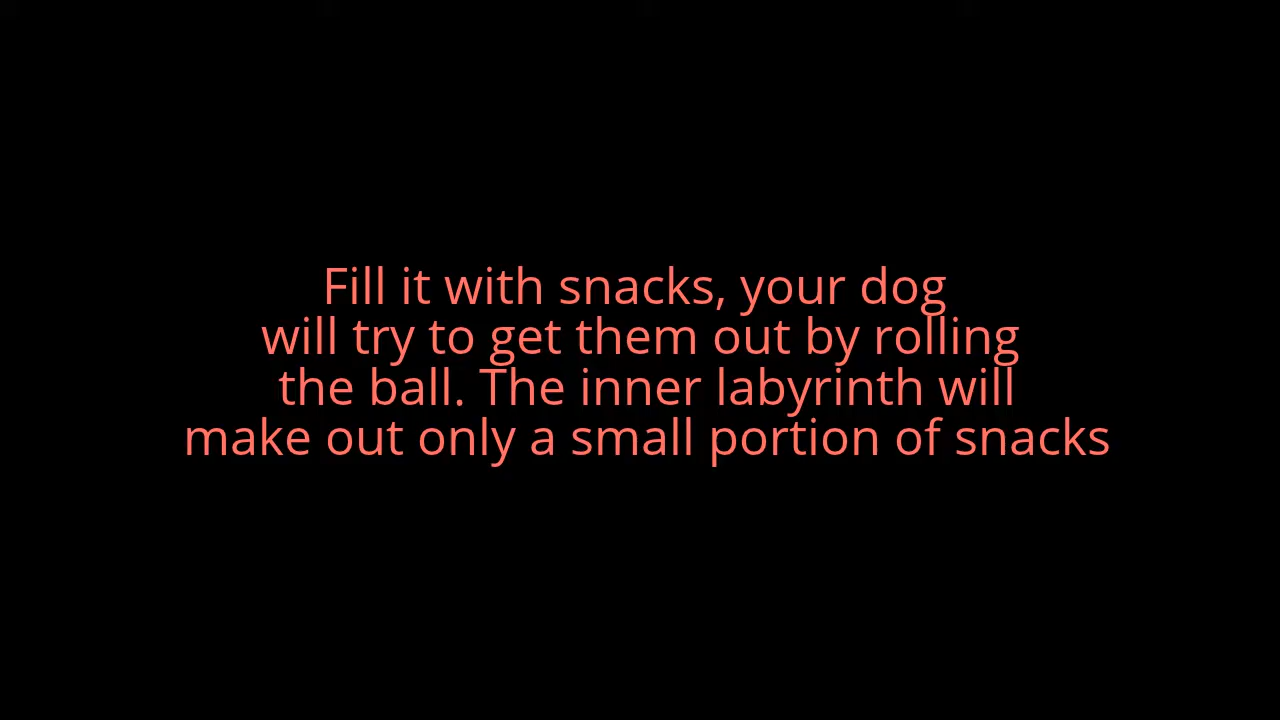 Fill it with snacks, your dog
will try to get them out by rolling
the ball. The inner labyrinth will
make out only a small portion of snacks